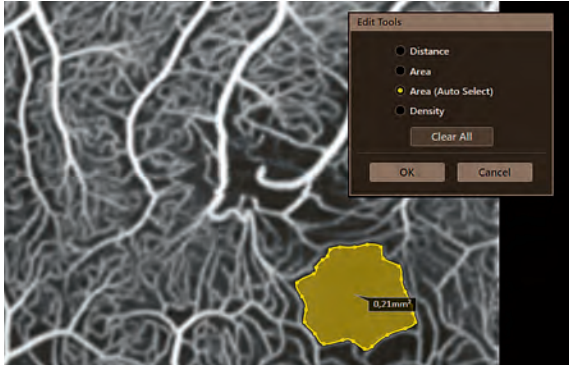 Edit Tools
Distance
Area
Area (Auto Select)
Density
Clear All
OK Cancel
0,21mm²